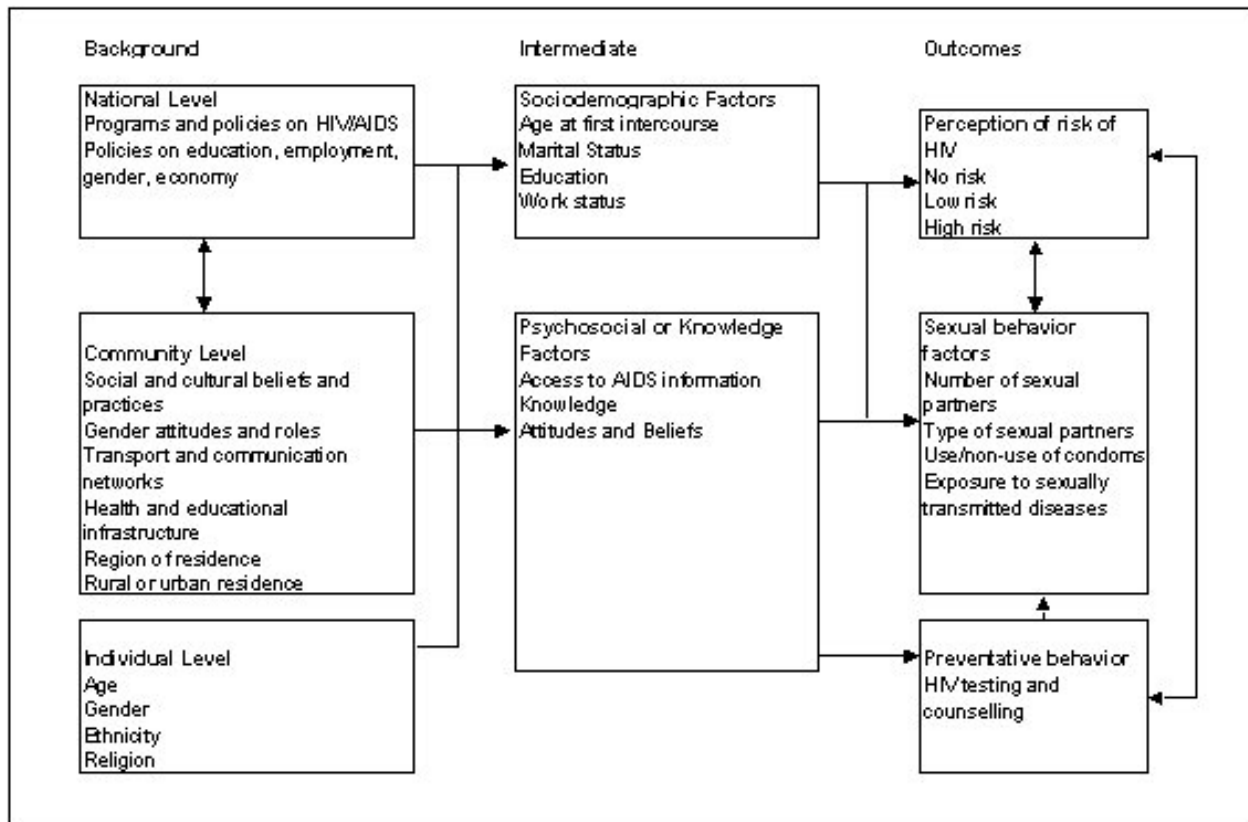 Background
National Level
Programs and policies on HIV/AIDS
Policies on education, employment,
gender, economy
Community Level
Social and cultural beliefs and
practices
Gender attitudes and roles
Transport and communication
networks
Health and educational
infrastructure
Region of residence
Rural or urban residence
Individual Level
Age
Gender
Ethnicity
Religion
Intermediate
Sociodemographic Factors
Age at first intercourse
Marital Status
Education
Work status
Psychosocial or Knowledge
Factors
Access to AIDS information
Knowledge
Attitudes and Beliefs
Outcomes
Perception of risk of
HIV
No risk
Low risk
High risk
Sexual behavior
factors
Number of sexual
partners
Type of sexual partners
Use/non-use of condoms
Exposure to sexually
transmitted diseases
Preventative behavior
HIV testing and
counselling